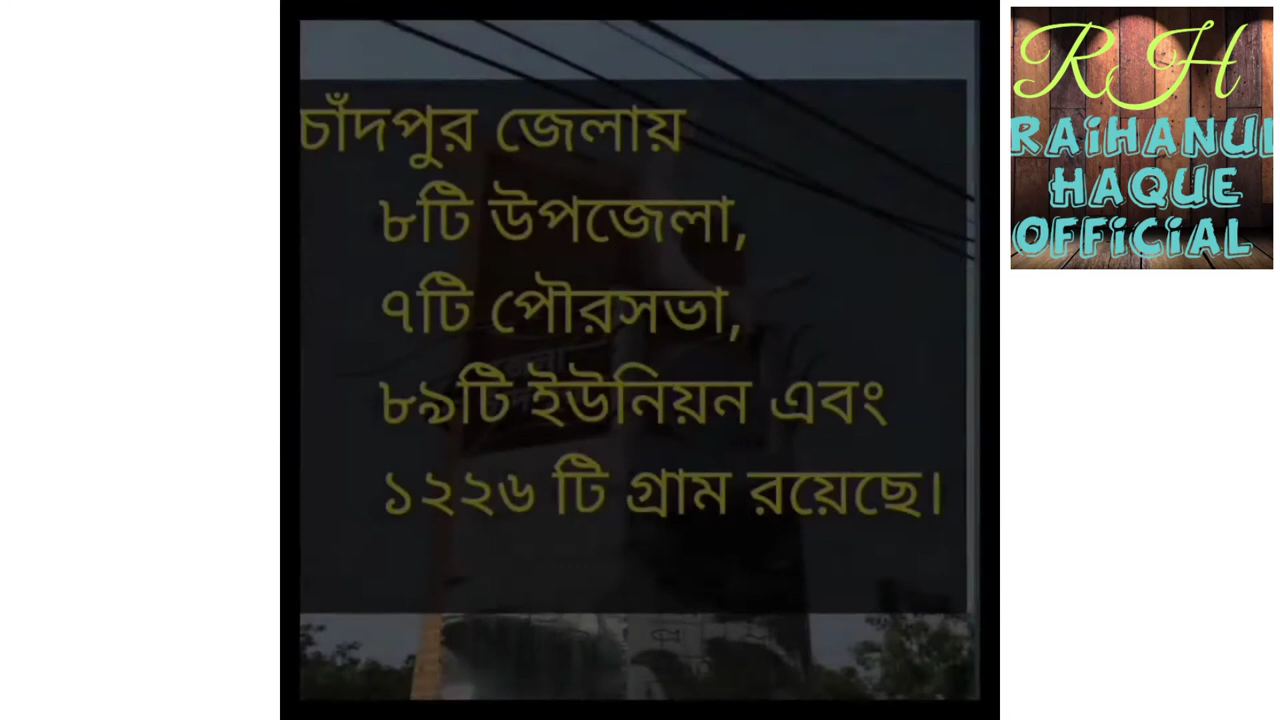 চাঁদপুর জেলায়
৮টি উপজেলা,
৭টি পৌরসভা,
৮৯টি ইউনিয়ন এবং
১২২৬ টি গ্রাম রয়েছে।
RH
RAiHANUL
HAQUE
OFFiCiAL